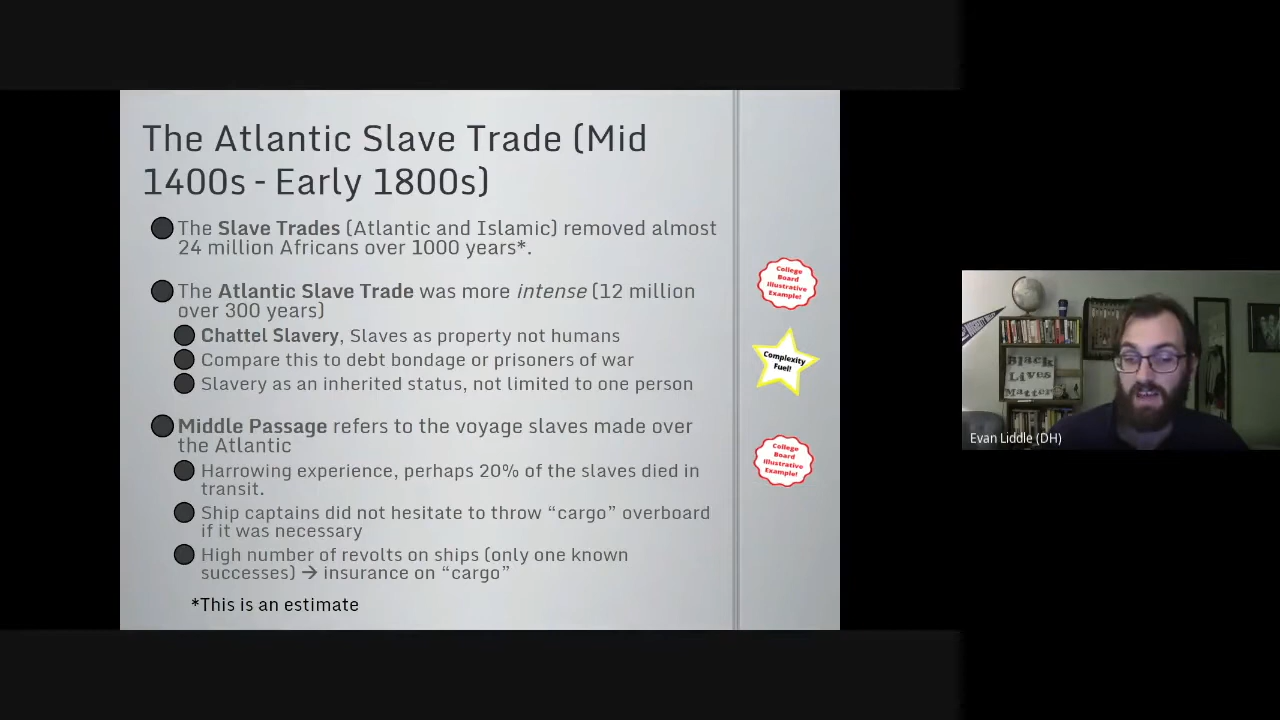 The Atlantic Slave Trade (Mid
1400s - Early 1800s)
The Slave Trades (Atlantic and Islamic) removed almost
24 million Africans over 1000 years*.
The Atlantic Slave Trade was more intense (12 million
over 300 years)
Chattel Slavery, Slaves as property not humans
Compare this to debt bondage or prisoners of war
Slavery as an inherited status, not limited to one person
Middle Passage refers to the voyage slaves made over
the Atlantic
Harrowing experience, perhaps 20% of the slaves died in
transit.
Ship captains did not hesitate to throw “cargo” overboard
if it was necessary
High number of revolts on ships (only one known
successes) → insurance on “cargo”
*This is an estimate
College
Board
Illustrative
Example!
Complexity
Fuel!
College
Board
Illustrative
Example!
Black
Lives
Matter
Evan Liddle (DH)